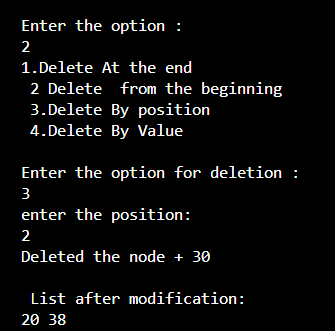 Enter the option :
2
1.Delete At the end
2 Delete  from the beginning
3.Delete By position
4.Delete By Value
Enter the option for deletion :
3
enter the position:
2
Deleted the node + 30
List after modification:
20 38